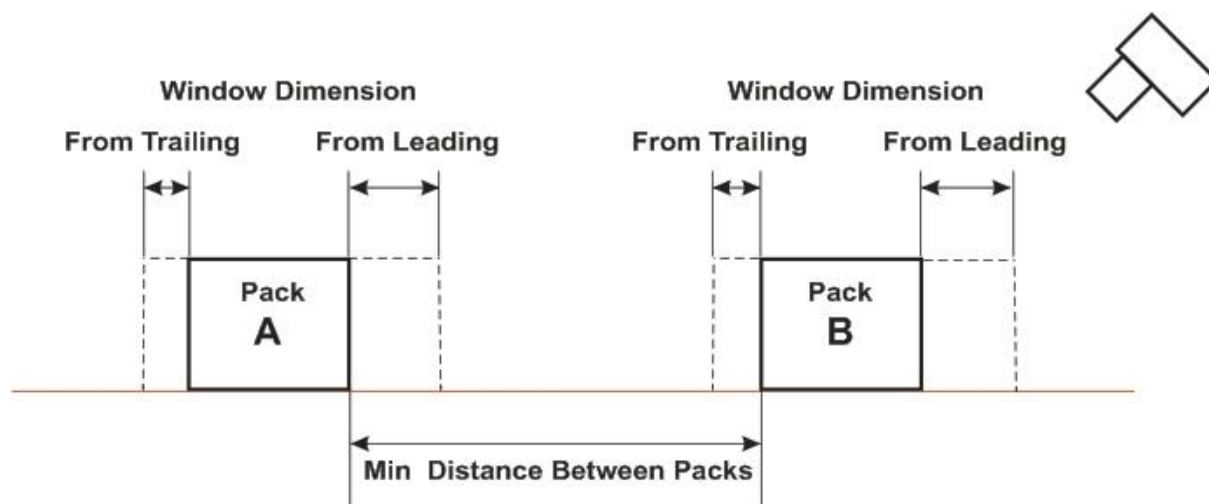 Window Dimension
Window Dimension
From Trailing
From Leading
From Trailing
From Leading
Pack
A
Pack
B
Min Distance Between Packs